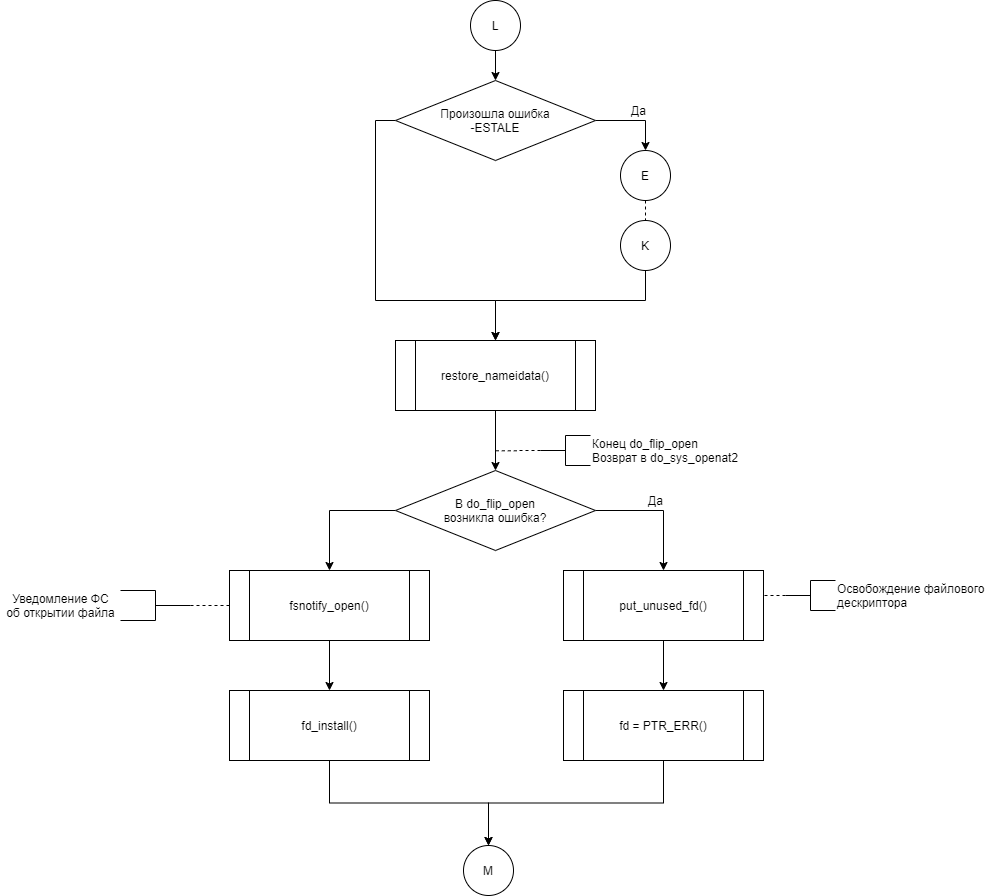 L
Произошла ошибка
-ESTALE
Да
E
K
restore_nameidata()
Конец do_flip_open
Возврат в do_sys_openat2
В do_flip_open
возникла ошибка?
Да
Уведомление ФС
об открытии файла
fsnotify_open()
put_unused_fd()
Освобождение файлового
дескриптора
fd_install()
fd = PTR_ERR()
M